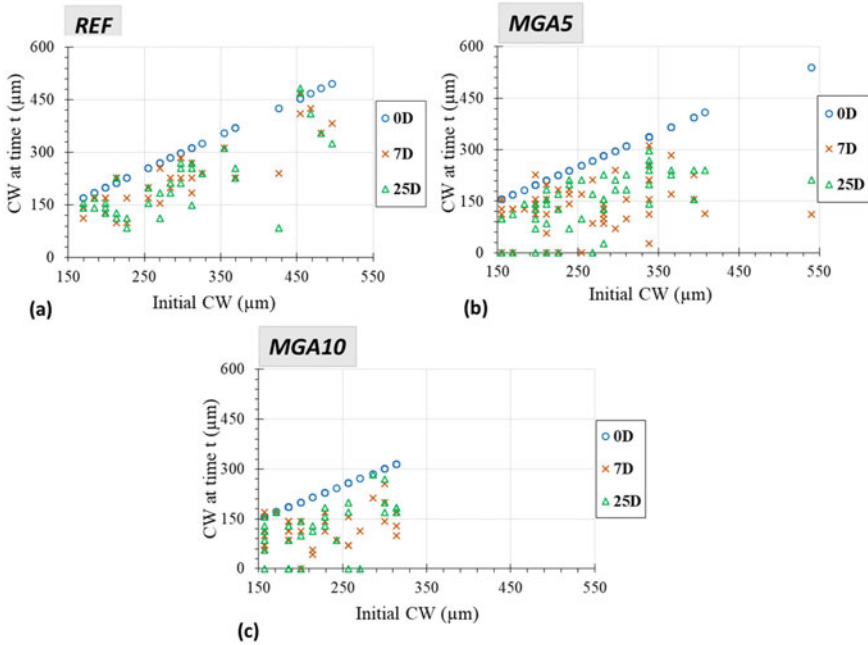 REF
600
450
300
150
0
CW at time t (µm)
150 250 350 450 550
Initial CW (µm)
0D
7D
25D
(a)
MGA5
600
450
300
150
0
CW at time t (µm)
150 250 350 450 550
Initial CW (µm)
0D
7D
25D
(b)
MGA10
600
450
300
150
0
CW at time t (µm)
150 250 350 450 550
Initial CW (µm)
0D
7D
25D
(c)